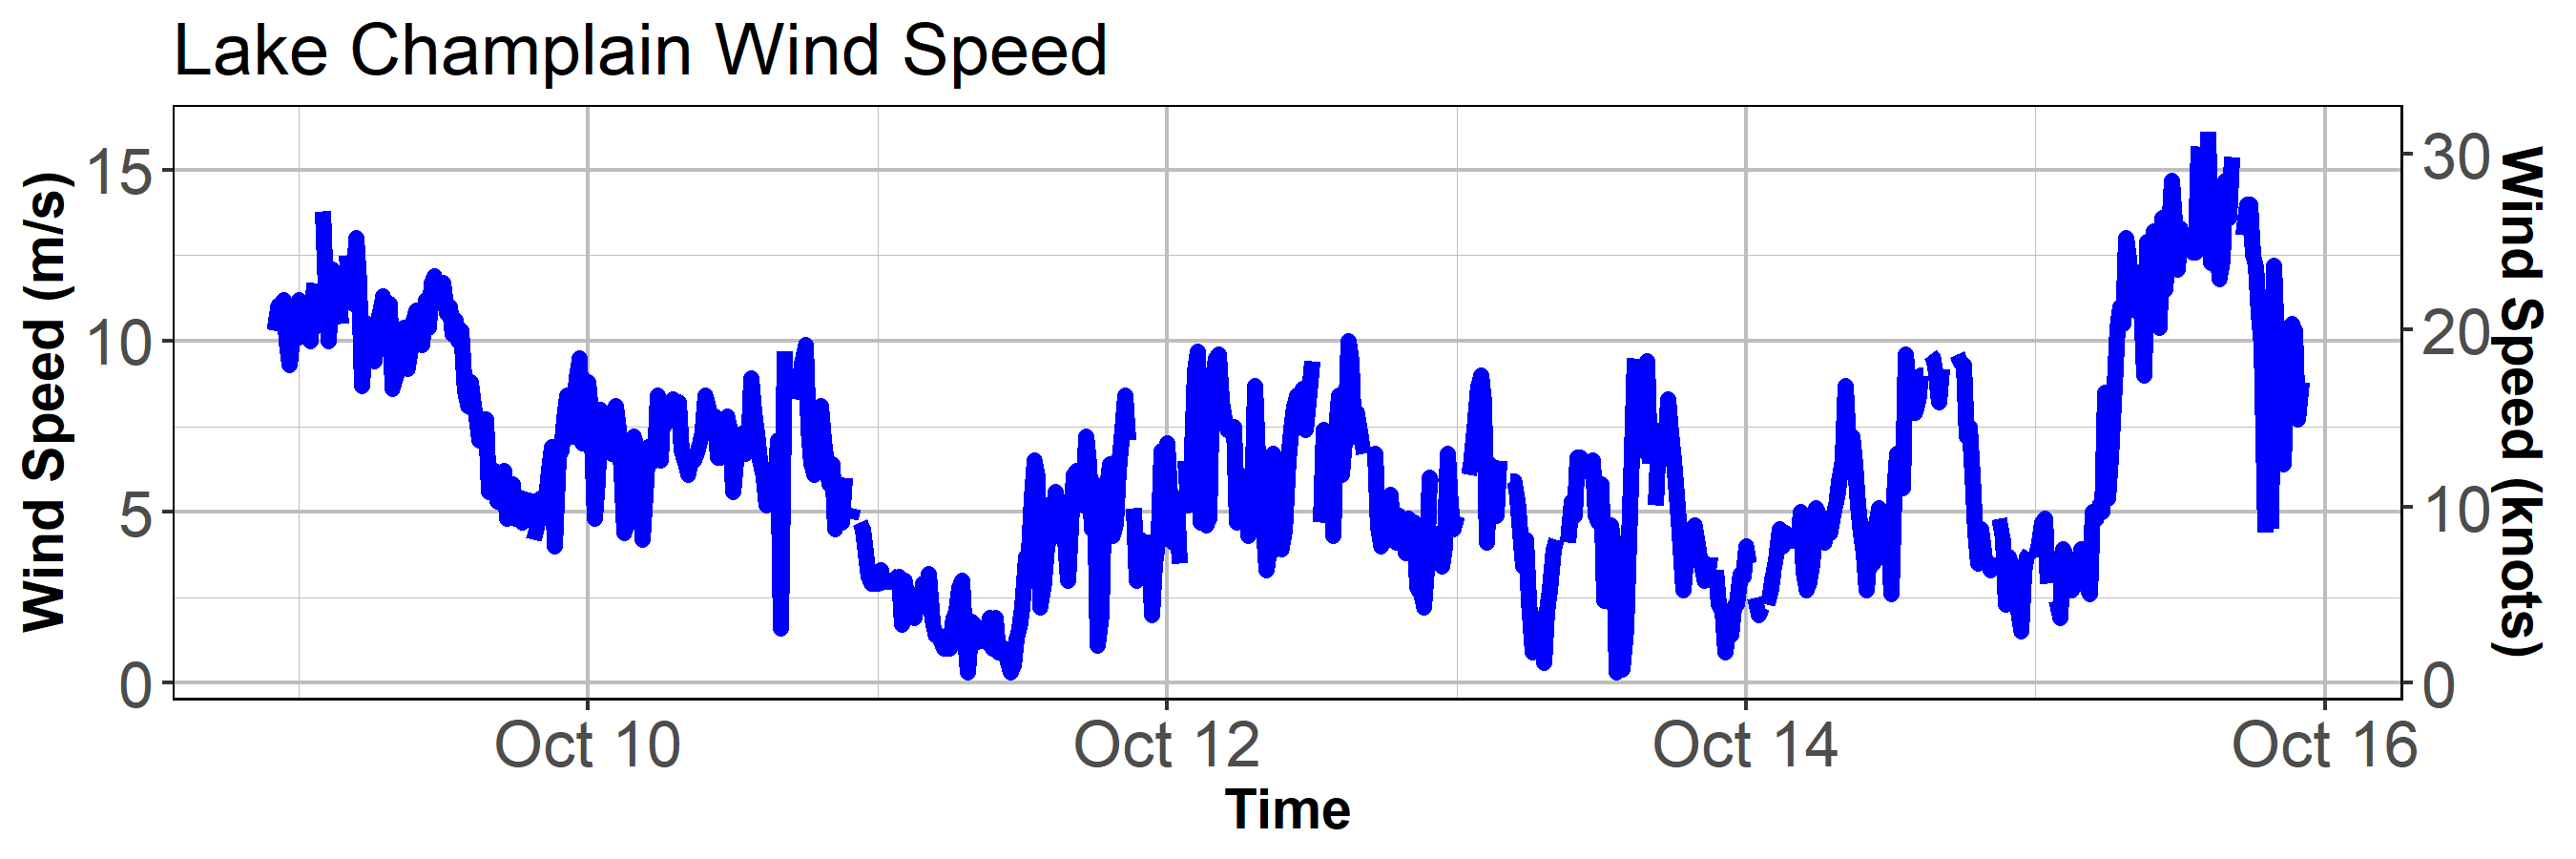 Lake Champlain Wind Speed
Wind Speed (m/s)
15
10
5
0
30
20
10
0
Wind Speed (knots)
Oct 10
Oct 12
Oct 14
Oct 16
Time